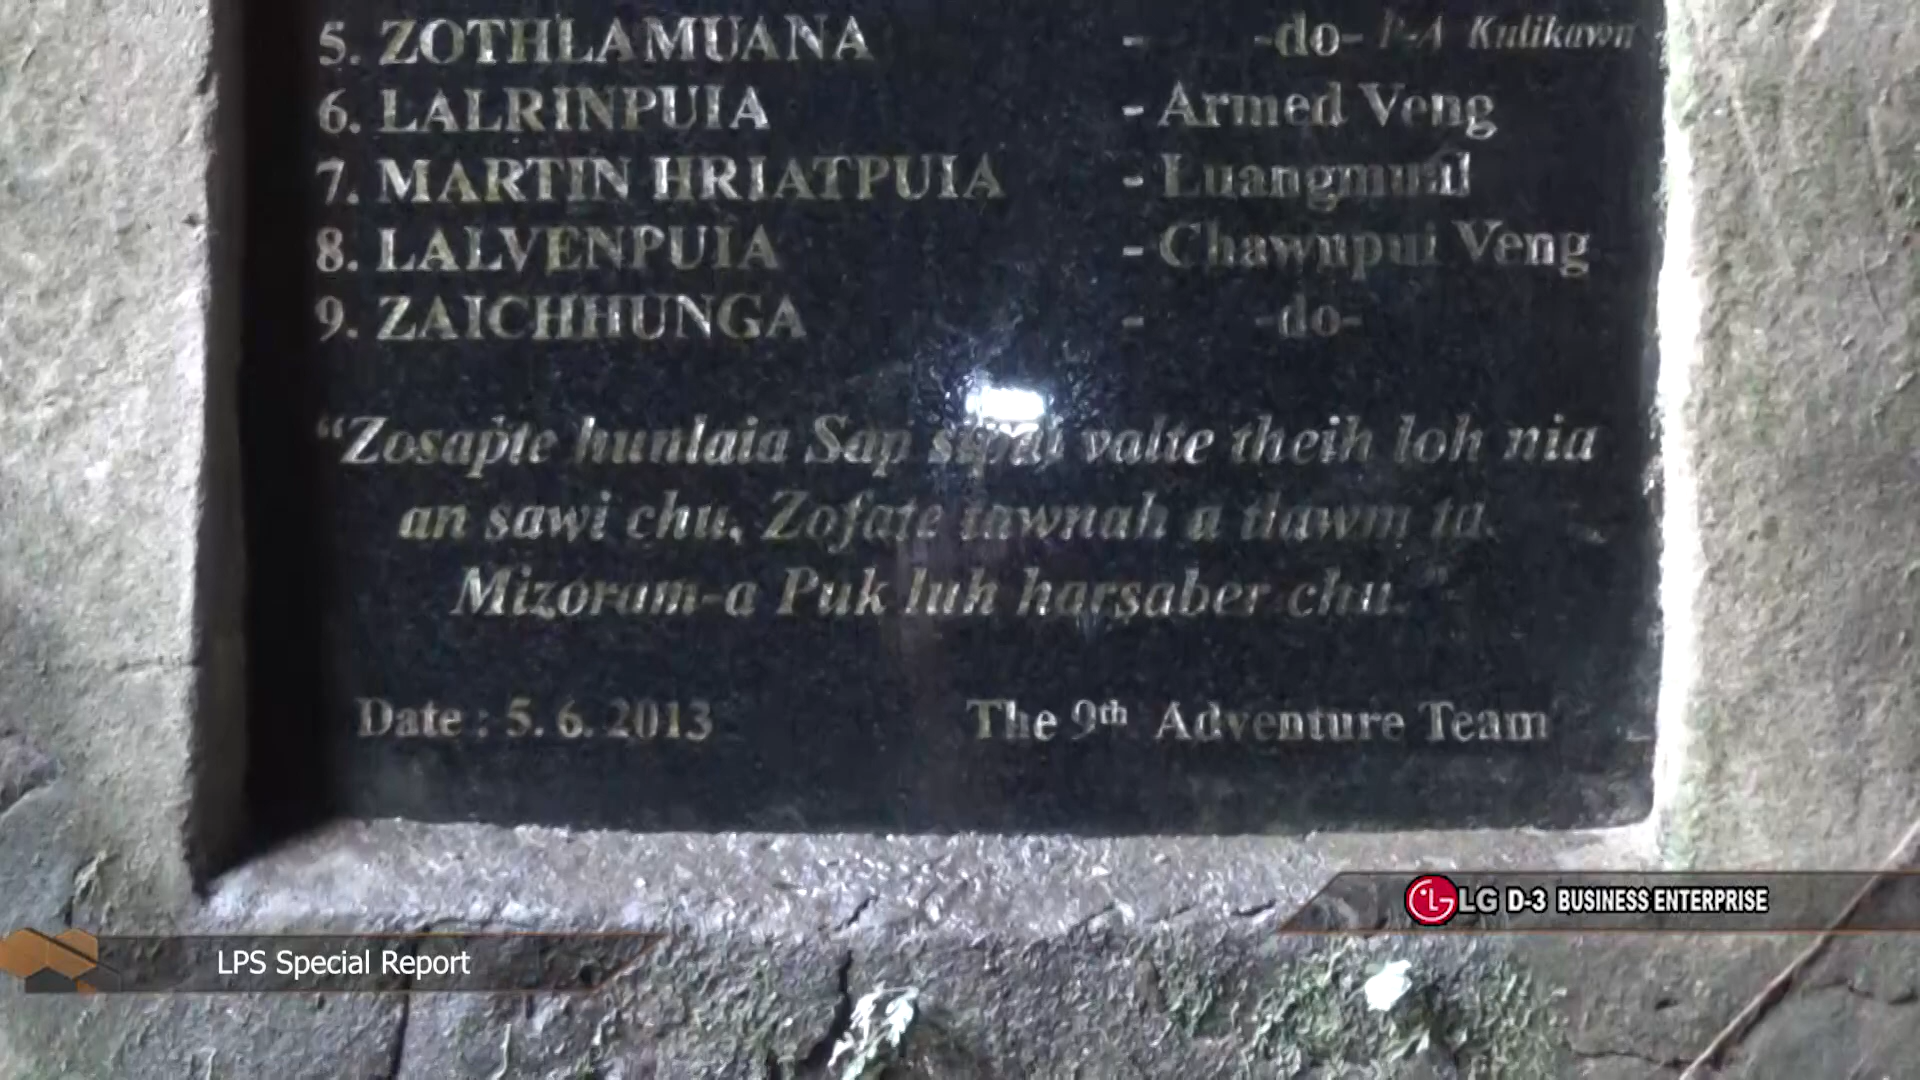 5. ZOTHLAMUANA - -do- P-A Kulikawn
6. LALRINPUIA - Armed Veng
7. MARTIN HRIATPUIA - Luangmual
8. LALVENPUIA - Chawnpui Veng
9. ZAICHHUNGA - -do-
“Zosapte hunlaia Sap sipai valte theih loh nia
an sawi chu, Zofate tawnah a tlawm ta.
Mizoram-a Puk luh harsaber chu.”
Date : 5. 6. 2013 The 9th Adventure Team
LG D-3 BUSINESS ENTERPRISE
LPS Special Report